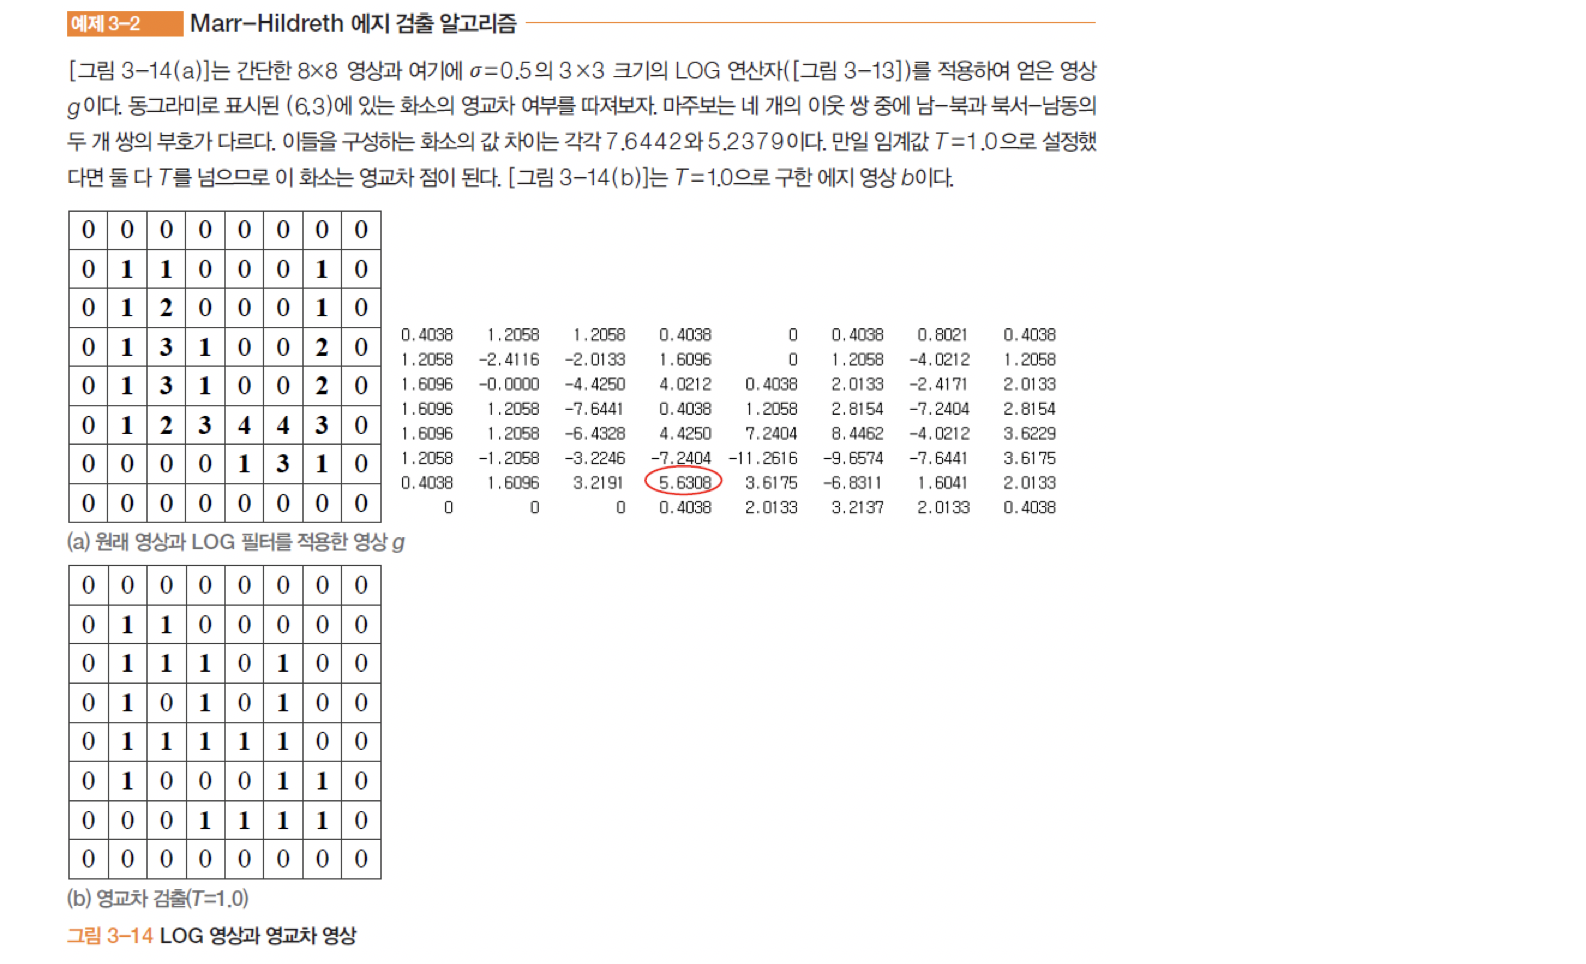 예제 3-2 Marr-Hildreth 에지 검출 알고리즘
[그림 3-14(a)]는 간단한 8×8 영상과 여기에 σ=0.5의 3×3 크기의 LOG 연산자([그림 3-13])를 적용하여 얻은 영상
g이다. 동그라미로 표시된 (6,3)에 있는 화소의 영교차 여부를 따져보자. 마주보는 네 개의 이웃 쌍 중에 남-북과 북서-남동의
두 개 쌍의 부호가 다르다. 이들을 구성하는 화소의 값 차이는 각각 7.6442와 5.2379이다. 만일 임계값 T=1.0으로 설정했
다면 둘 다 T를 넘으므로 이 화소는 영교차 점이 된다. [그림 3-14(b)]는 T=1.0으로 구한 에지 영상 b이다.
0 0 0 0 0 0 0 0
0 1 1 0 0 0 1 0
0 1 2 0 0 0 1 0
0 1 3 1 0 0 2 0
0 1 3 1 0 0 2 0
0 1 2 3 4 4 3 0
0 0 0 0 1 3 1 0
0 0 0 0 0 0 0 0
0.4038 1.2058 1.2058 0.4038 0 0.4038 0.8021 0.4038
1.2058 -2.4116 -2.0133 1.6096 0 1.2058 -4.0212 1.2058
1.6096 -0.0000 -4.4250 4.0212 0.4038 2.0133 -2.4171 2.0133
1.6096 1.2058 -7.6441 0.4038 1.2058 2.8154 -7.2404 2.8154
1.6096 1.2058 -6.4328 4.4250 7.2404 8.4462 -4.0212 3.6229
1.2058 -1.2058 -3.2246 -7.2404 -11.2616 -9.6574 -7.6441 3.6175
0.4038 1.6096 3.2191 5.6308 3.6175 -6.8311 1.6041 2.0133
0 0 0 0.4038 2.0133 3.2137 2.0133 0.4038
(a) 원래 영상과 LOG 필터를 적용한 영상 g
0 0 0 0 0 0 0 0
0 1 1 0 0 0 0 0
0 1 1 1 0 1 0 0
0 1 0 1 0 1 0 0
0 1 1 1 1 1 0 0
0 1 0 0 0 1 1 0
0 0 0 1 1 1 1 0
0 0 0 0 0 0 0 0
(b) 영교차 검출(T=1.0)
그림 3-14 LOG 영상과 영교차 영상